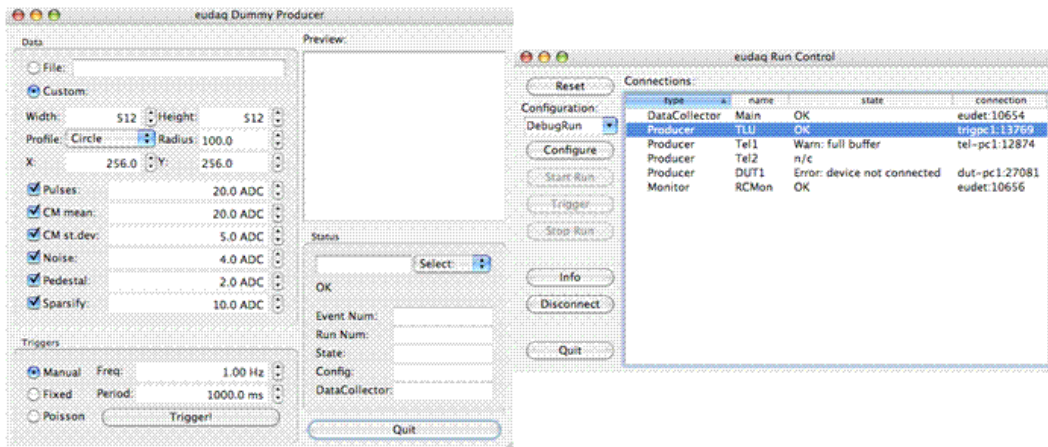 eudaq Dummy Producer
Data
File:
Custom:
Width: 512 Height: 512
Profile: Circle Radius: 100.0
X: 256.0 Y: 256.0
Pulses: 20.0 ADC
CM mean: 20.0 ADC
CM st.dev: 5.0 ADC
Noise: 4.0 ADC
Pedestal: 2.0 ADC
Sparsify: 10.0 ADC
Triggers
Manual Freq: 1.00 Hz
Fixed Period: 1000.0 ms
Poisson Trigger!
Preview:
Status
Select:
OK
Event Num:
Run Num:
State:
Config:
DataCollector:
Quit
eudaq Run Control
Reset
Configuration:
DebugRun
Configure
Start Run
Trigger
Stop Run
Info
Disconnect
Quit
Connections:
type name state connection
DataCollector Main OK eudet:10654
Producer TLU OK trigpc1:13769
Producer Tel1 Warn: full buffer tel-pc1:12874
Producer Tel2 n/c
Producer DUT1 Error: device not connected dut-pc1:27081
Monitor RCMon OK eudet:10656